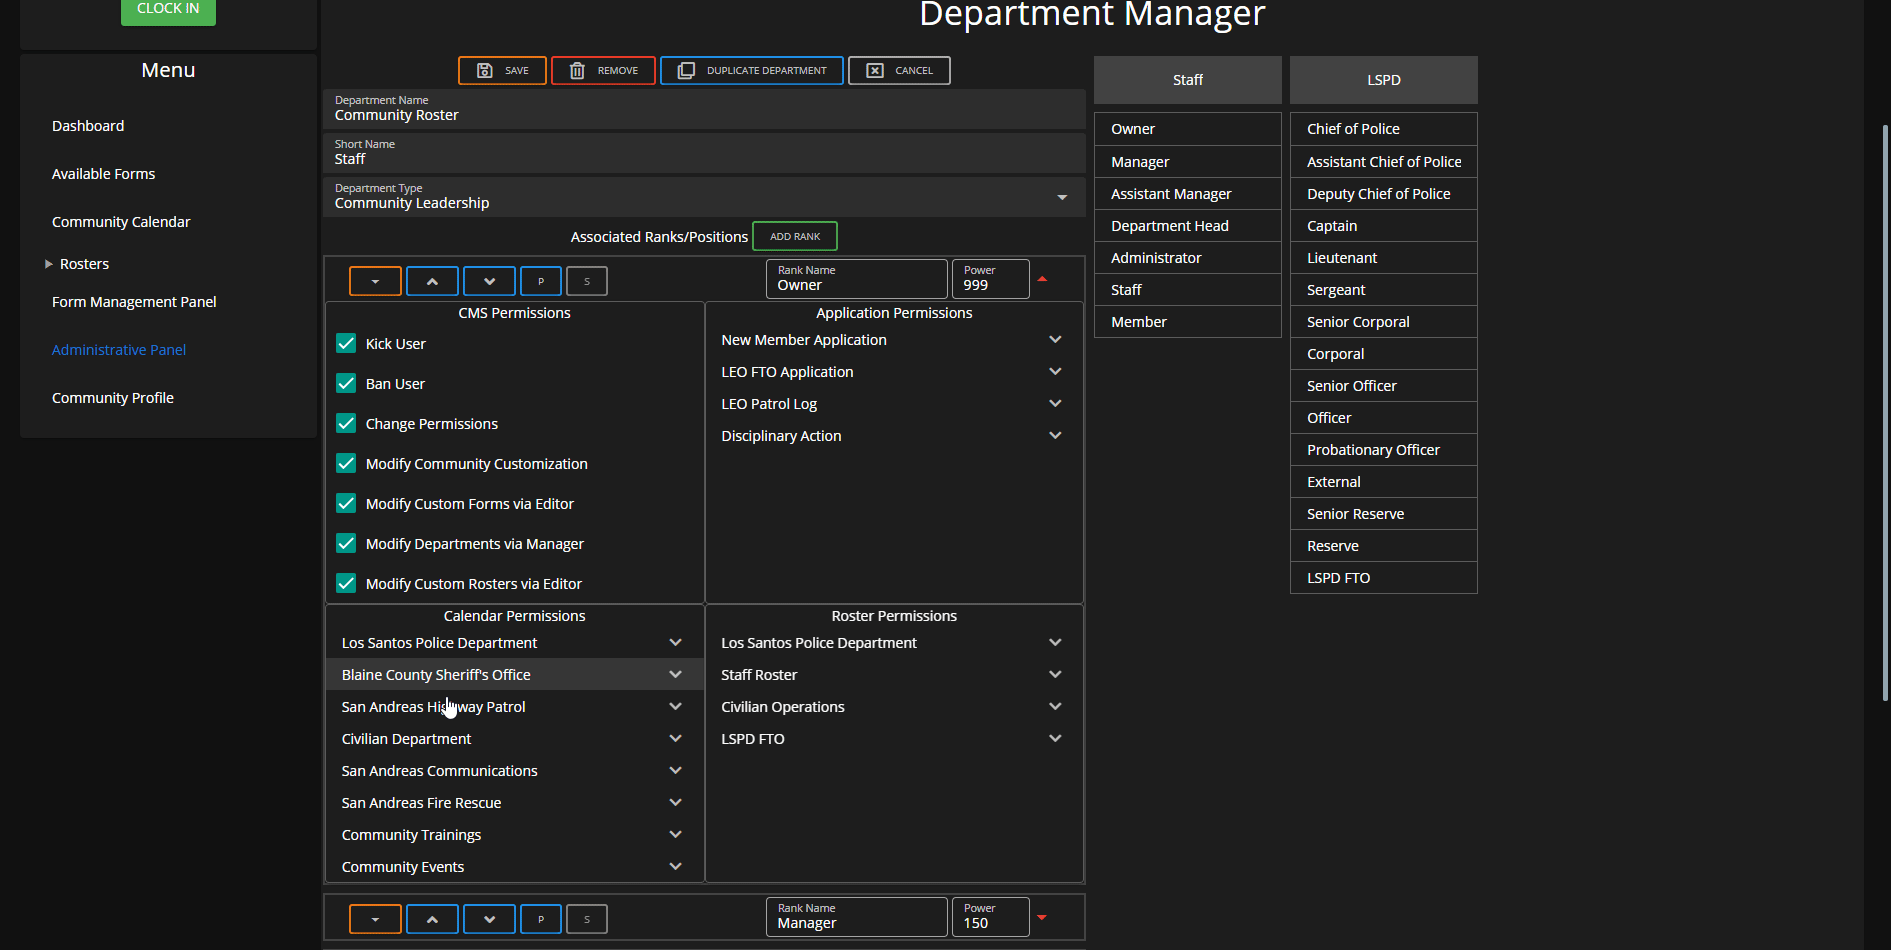 CLOCK IN
Menu
Dashboard
Available Forms
Community Calendar
Rosters
Form Management Panel
Administrative Panel
Community Profile
Department Manager
SAVE
REMOVE
DUPLICATE DEPARTMENT
CANCEL
Department Name
Community Roster
Short Name
Staff
Department Type
Community Leadership
Associated Ranks/Positions
ADD RANK
P
S
Rank Name
Owner
Power
999
CMS Permissions
Kick User
Ban User
Change Permissions
Modify Community Customization
Modify Custom Forms via Editor
Modify Departments via Manager
Modify Custom Rosters via Editor
Application Permissions
New Member Application
LEO FTO Application
LEO Patrol Log
Disciplinary Action
Calendar Permissions
Los Santos Police Department
Blaine County Sheriff's Office
San Andreas Highway Patrol
Civilian Department
San Andreas Communications
San Andreas Fire Rescue
Community Trainings
Community Events
Roster Permissions
Los Santos Police Department
Staff Roster
Civilian Operations
LSPD FTO
P
S
Rank Name
Manager
Power
150
Staff
Owner
Manager
Assistant Manager
Department Head
Administrator
Staff
Member
LSPD
Chief of Police
Assistant Chief of Police
Deputy Chief of Police
Captain
Lieutenant
Sergeant
Senior Corporal
Corporal
Senior Officer
Officer
Probationary Officer
External
Senior Reserve
Reserve
LSPD FTO